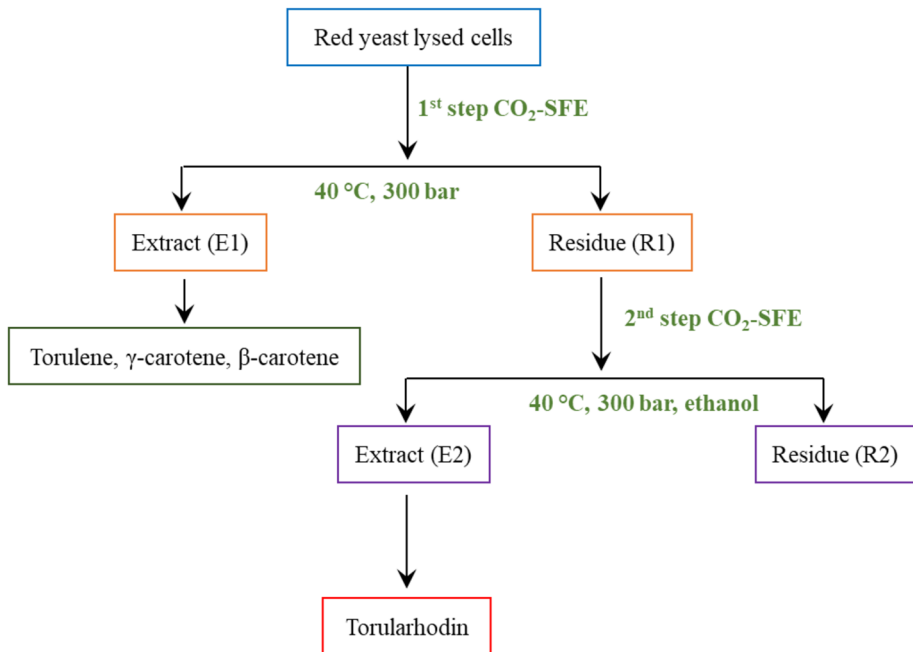 Red yeast lysed cells
1st step CO₂-SFE
40 °C, 300 bar
Extract (E1)
Residue (R1)
2nd step CO₂-SFE
Torulene, γ-carotene, β-carotene
40 °C, 300 bar, ethanol
Extract (E2)
Residue (R2)
Torularhodin